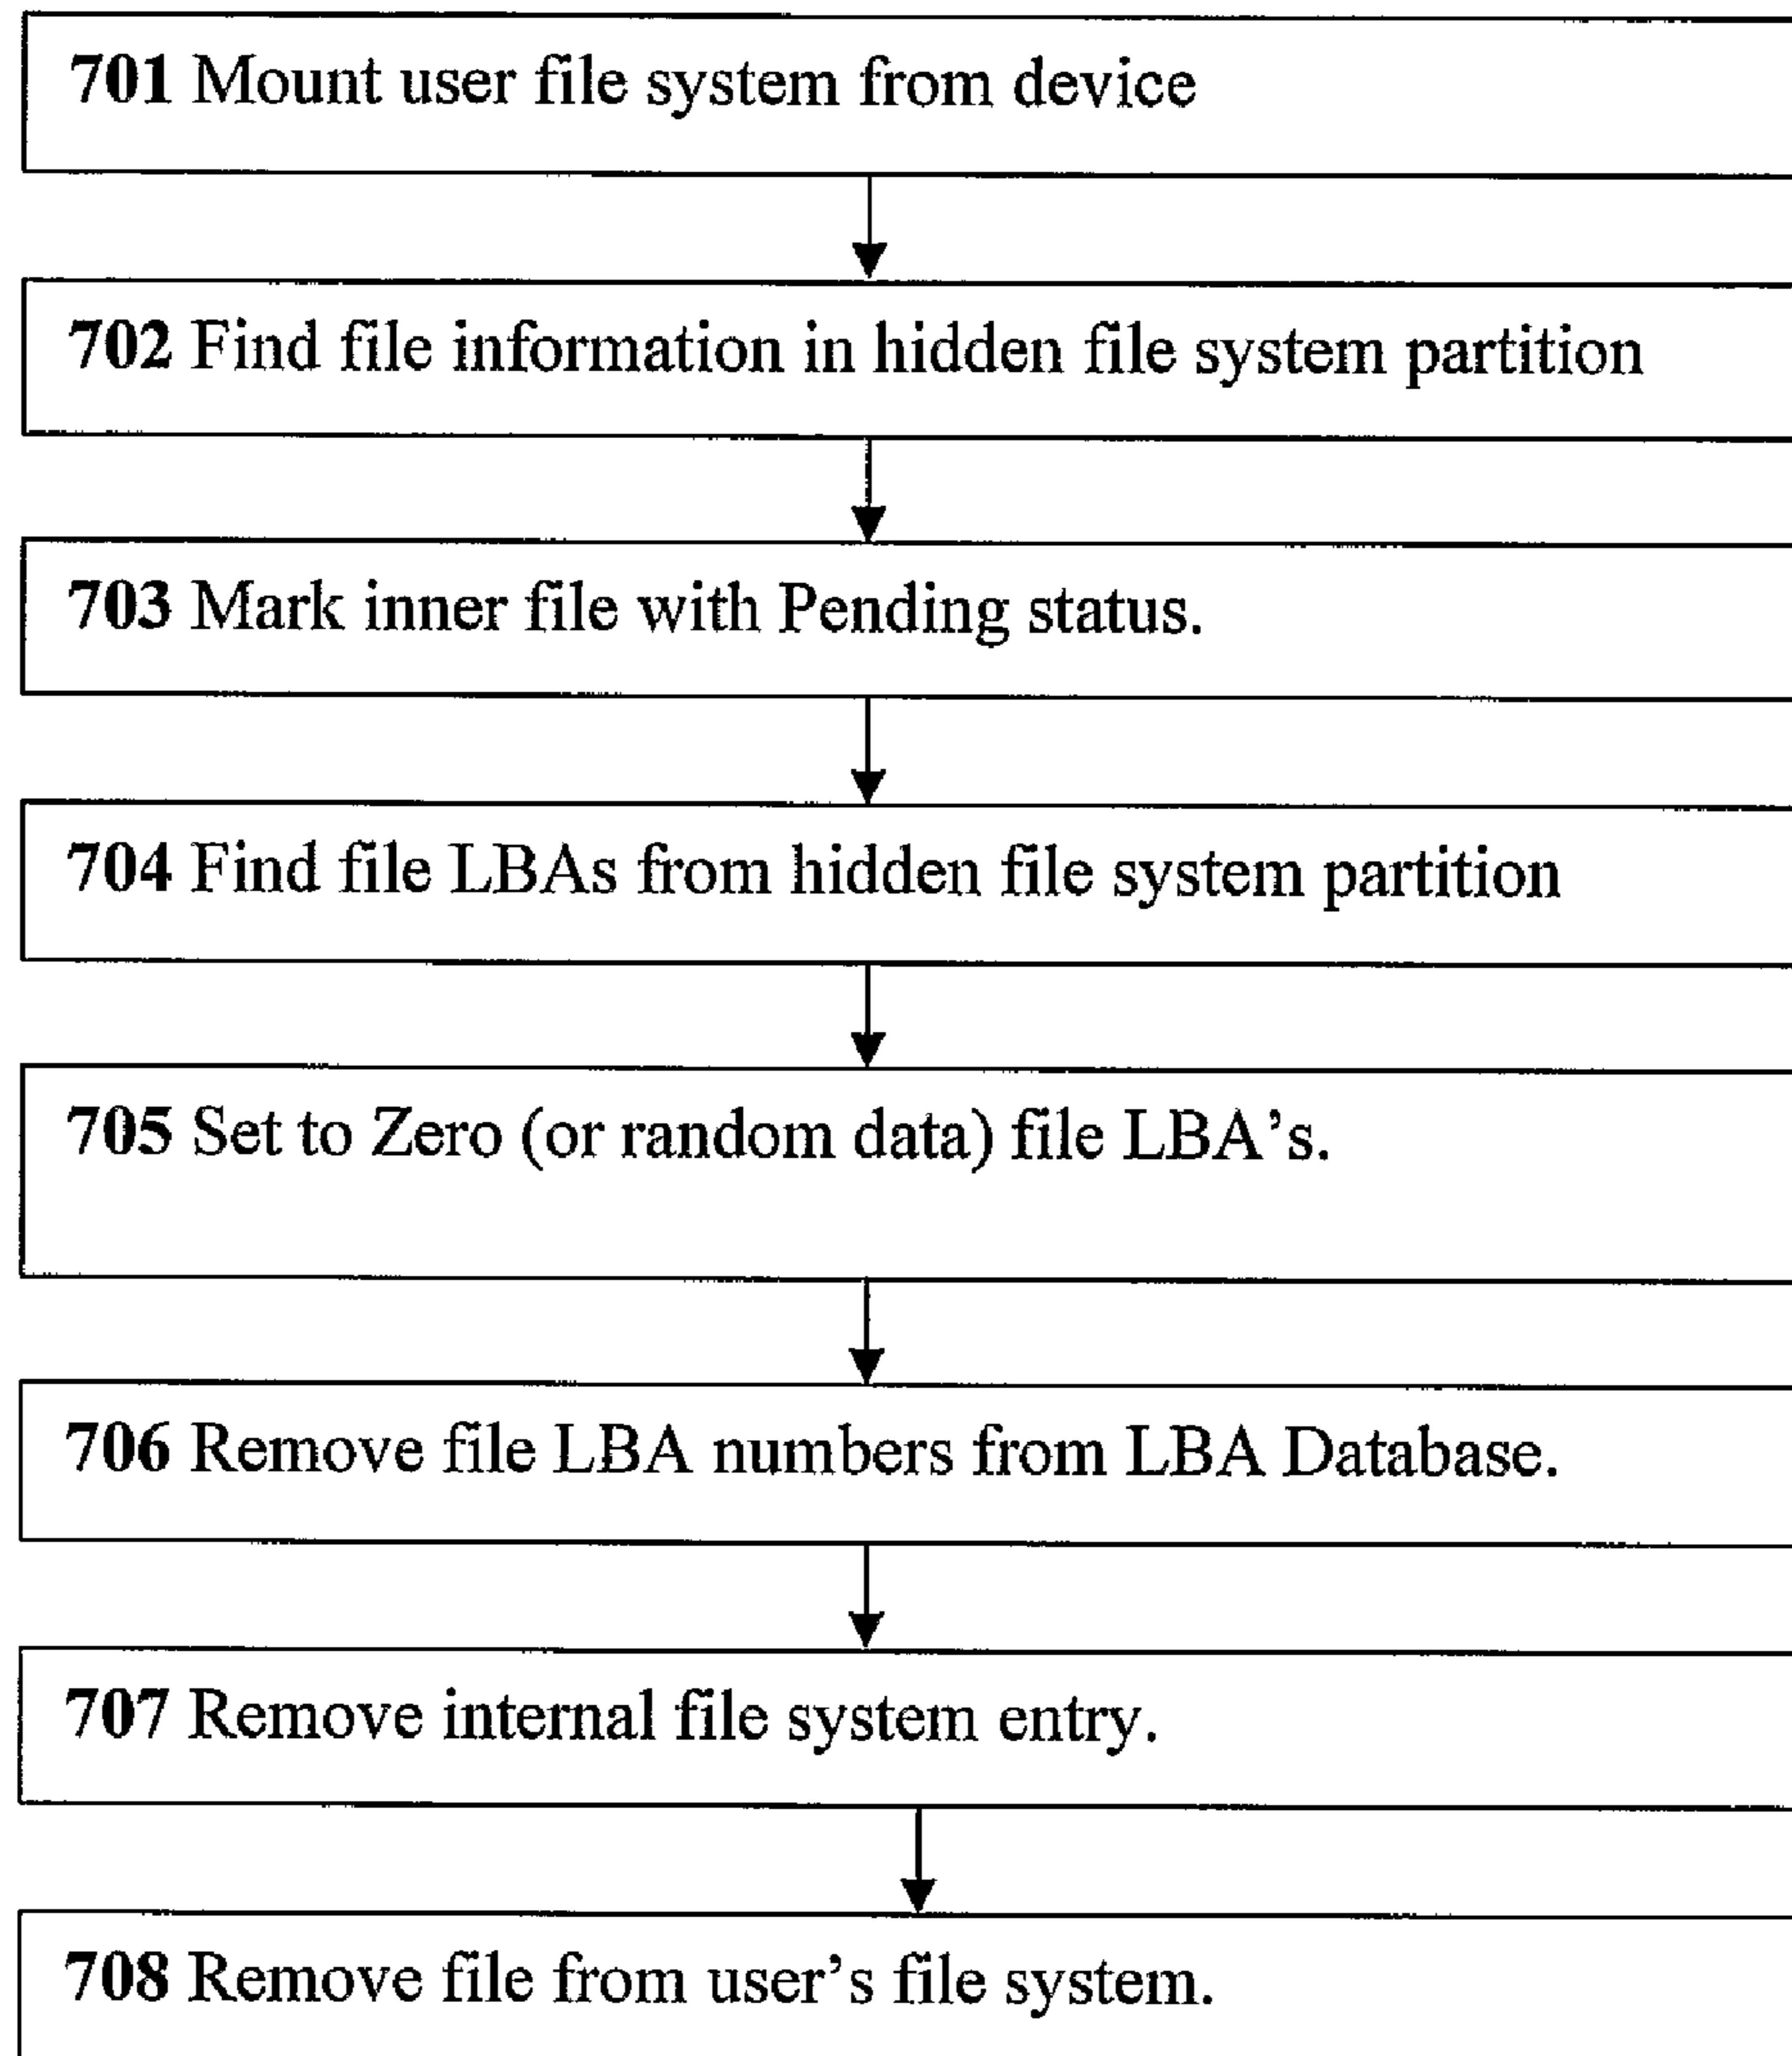 701 Mount user file system from device
702 Find file information in hidden file system partition
703 Mark inner file with Pending status.
704 Find file LBAs from hidden file system partition
705 Set to Zero (or random data) file LBA's.
706 Remove file LBA numbers from LBA Database.
707 Remove internal file system entry.
708 Remove file from user's file system.